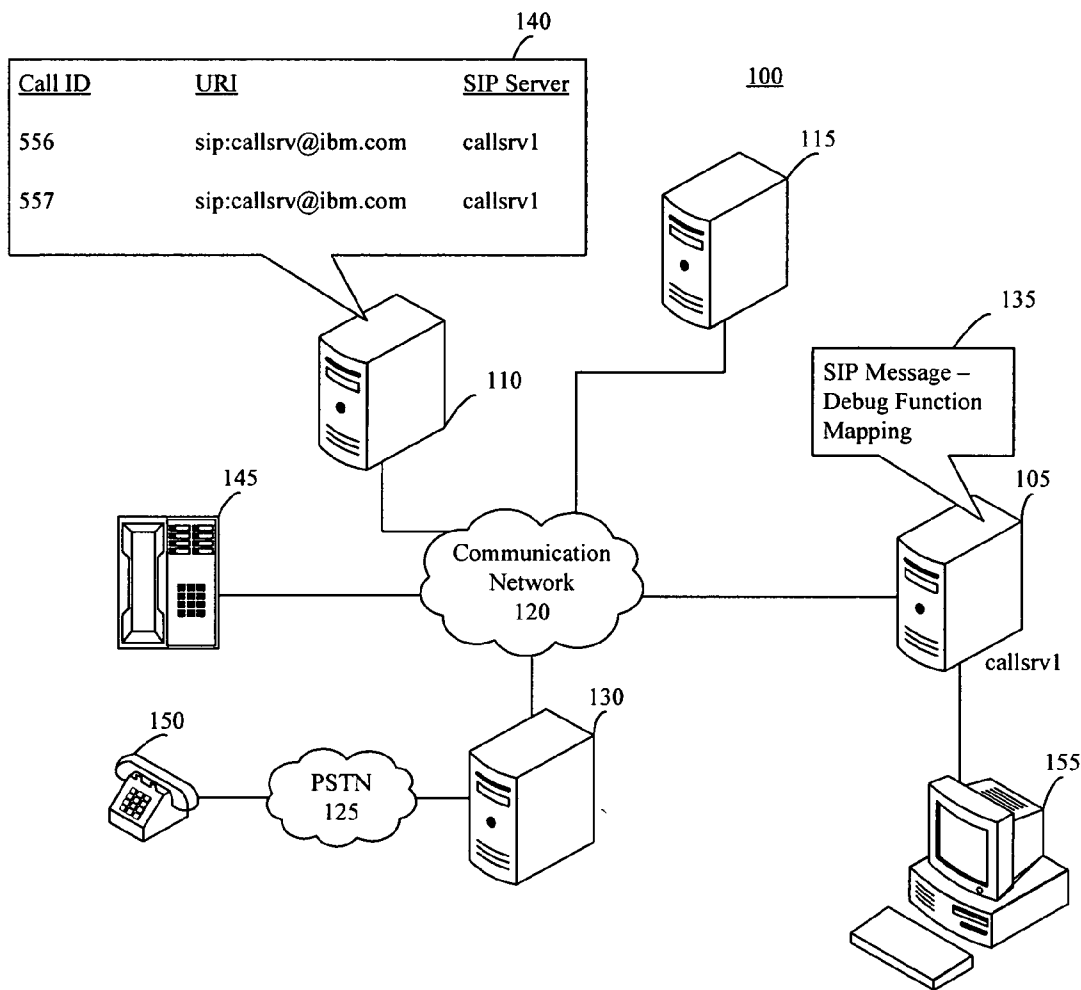 140
Call ID URI SIP Server
556 sip:callsrv@ibm.com callsrv1
557 sip:callsrv@ibm.com callsrv1
100
115
110
135
SIP Message –
Debug Function
Mapping
105
callsrv1
145
Communication
Network
120
130
150
PSTN
125
155